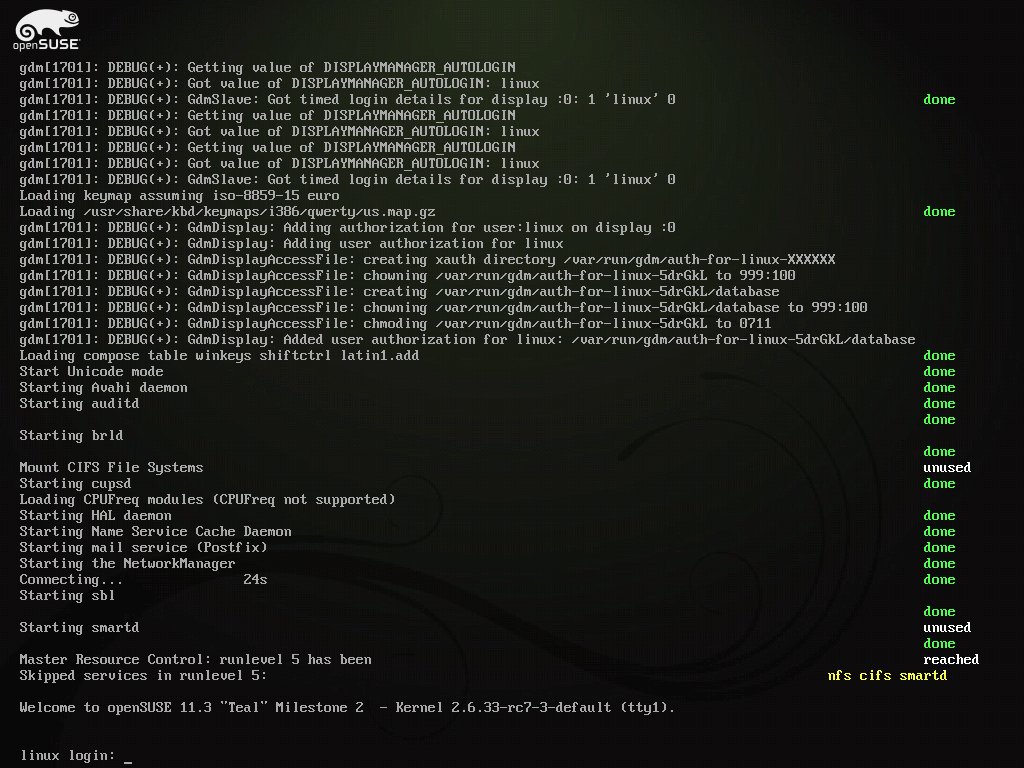 openSUSE
gdm[1701]: DEBUG(+): Getting value of DISPLAYMANAGER_AUTOLOGIN
gdm[1701]: DEBUG(+): Got value of DISPLAYMANAGER_AUTOLOGIN: linux
gdm[1701]: DEBUG(+): GdmSlave: Got timed login details for display :0: 1 'linux' 0 done
gdm[1701]: DEBUG(+): Getting value of DISPLAYMANAGER_AUTOLOGIN
gdm[1701]: DEBUG(+): Got value of DISPLAYMANAGER_AUTOLOGIN: linux
gdm[1701]: DEBUG(+): Getting value of DISPLAYMANAGER_AUTOLOGIN
gdm[1701]: DEBUG(+): Got value of DISPLAYMANAGER_AUTOLOGIN: linux
gdm[1701]: DEBUG(+): GdmSlave: Got timed login details for display :0: 1 'linux' 0
Loading keymap assuming iso-8859-15 euro
Loading /usr/share/kbd/keymaps/i386/qwerty/us.map.gz done
gdm[1701]: DEBUG(+): GdmDisplay: Adding authorization for user:linux on display :0
gdm[1701]: DEBUG(+): GdmDisplay: Adding user authorization for linux
gdm[1701]: DEBUG(+): GdmDisplayAccessFile: creating xauth directory /var/run/gdm/auth-for-linux-XXXXXX
gdm[1701]: DEBUG(+): GdmDisplayAccessFile: chowning /var/run/gdm/auth-for-linux-5drGkL to 999:100
gdm[1701]: DEBUG(+): GdmDisplayAccessFile: creating /var/run/gdm/auth-for-linux-5drGkL/database
gdm[1701]: DEBUG(+): GdmDisplayAccessFile: chowning /var/run/gdm/auth-for-linux-5drGkL/database to 999:100
gdm[1701]: DEBUG(+): GdmDisplayAccessFile: chmoding /var/run/gdm/auth-for-linux-5drGkL to 0711
gdm[1701]: DEBUG(+): GdmDisplay: Added user authorization for linux: /var/run/gdm/auth-for-linux-5drGkL/database
Loading compose table winkeys shiftctrl latin1.add done
Start Unicode mode done
Starting Avahi daemon done
Starting auditd done
done
Starting brld
done
Mount CIFS File Systems unused
Starting cupsd done
Loading CPUFreq modules (CPUFreq not supported)
Starting HAL daemon done
Starting Name Service Cache Daemon done
Starting mail service (Postfix) done
Starting the NetworkManager done
Connecting... 24s done
Starting sbl
done
Starting smartd unused
done
Master Resource Control: runlevel 5 has been reached
Skipped services in runlevel 5: nfs cifs smartd
Welcome to openSUSE 11.3 "Teal" Milestone 2 - Kernel 2.6.33-rc7-3-default (tty1).
linux login: _